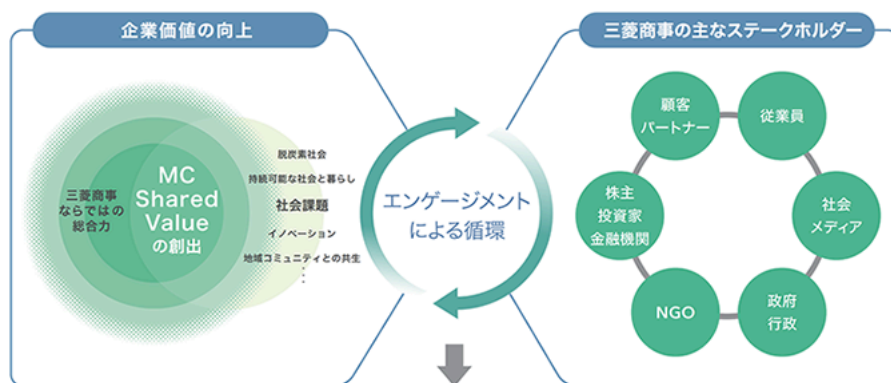 企業価値の向上
三菱商事
ならではの
総合力
MC
Shared
Value
の創出
脱炭素社会
持続可能な社会と暮らし
社会課題
イノベーション
地域コミュニティとの共生
⋮
エンゲージメント
による循環
三菱商事の主なステークホルダー
顧客
パートナー
従業員
株主
投資家
金融機関
社会
メディア
NGO
政府
行政